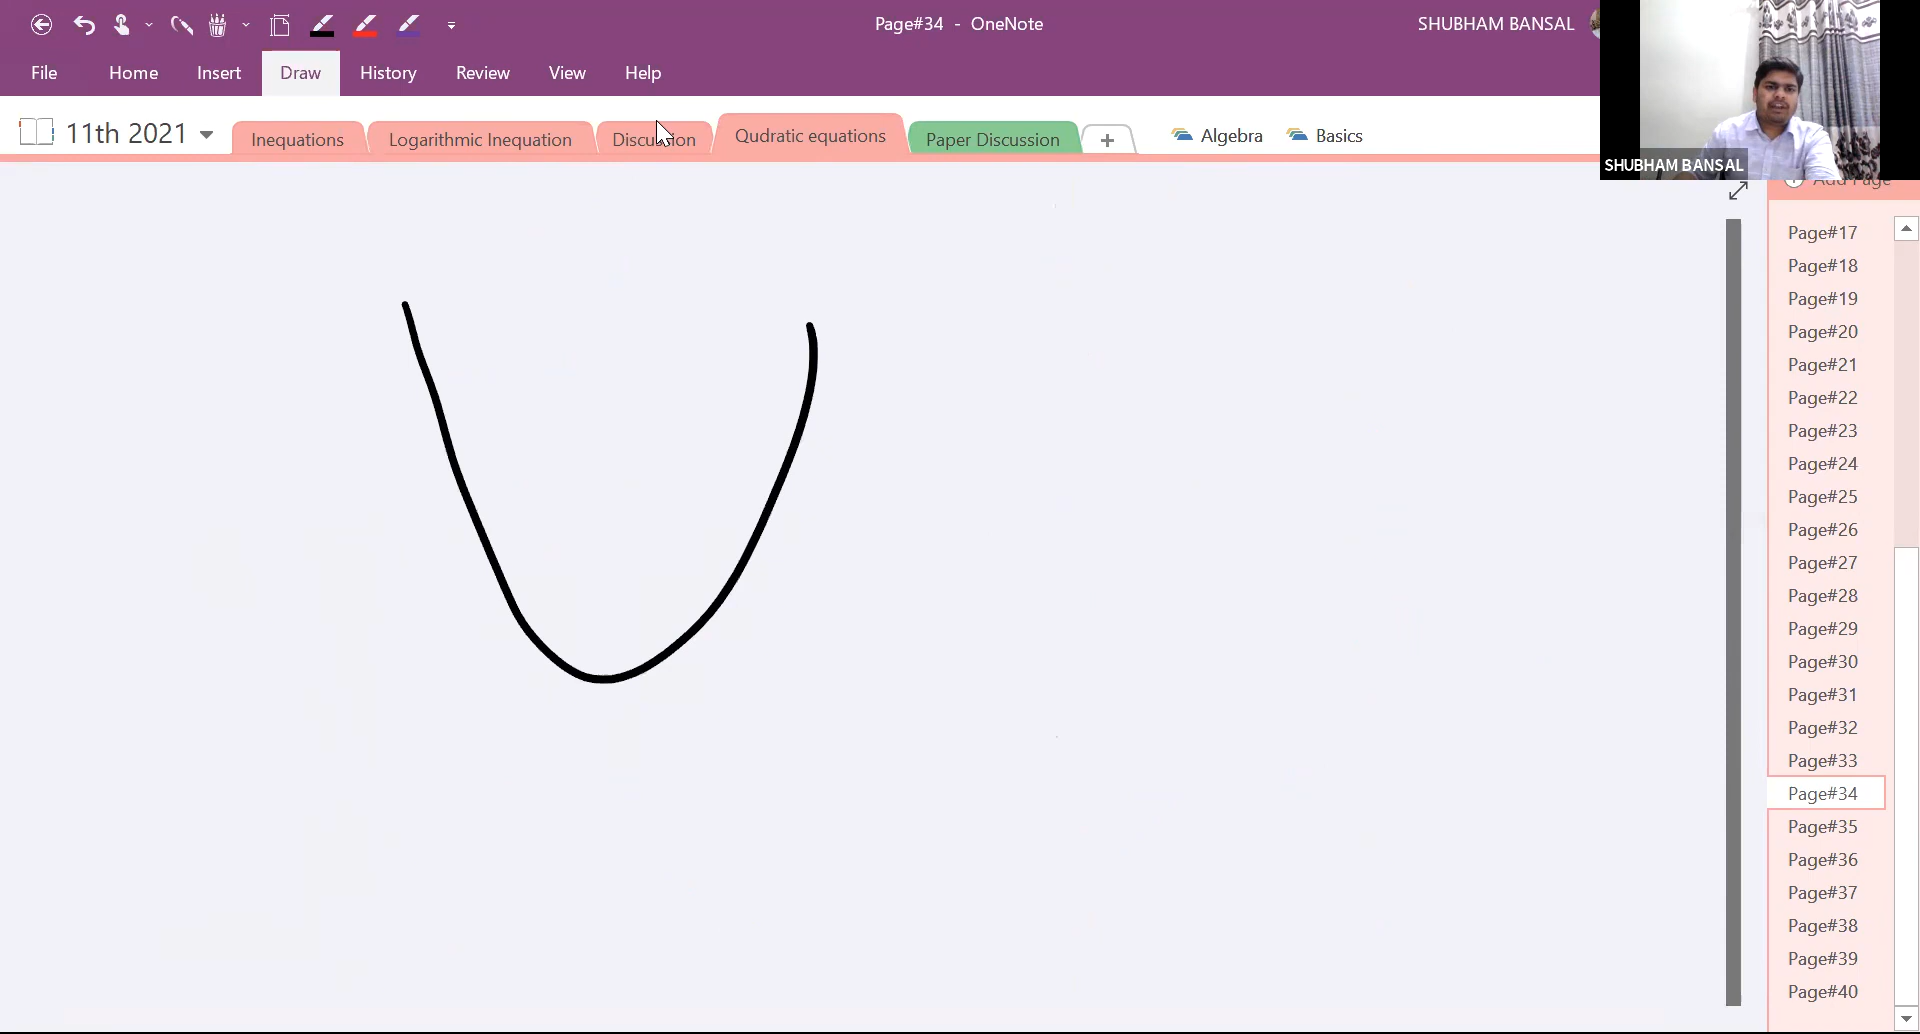 Page#34 - OneNote
SHUBHAM BANSAL
File Home Insert Draw History Review View Help
11th 2021
Inequations
Logarithmic Inequation
Qudratic equations
Paper Discussion
Algebra
Basics
SHUBHAM BANSAL
Add Page
Page#17
Page#18
Page#19
Page#20
Page#21
Page#22
Page#23
Page#24
Page#25
Page#26
Page#27
Page#28
Page#29
Page#30
Page#31
Page#32
Page#33
Page#34
Page#35
Page#36
Page#37
Page#38
Page#39
Page#40